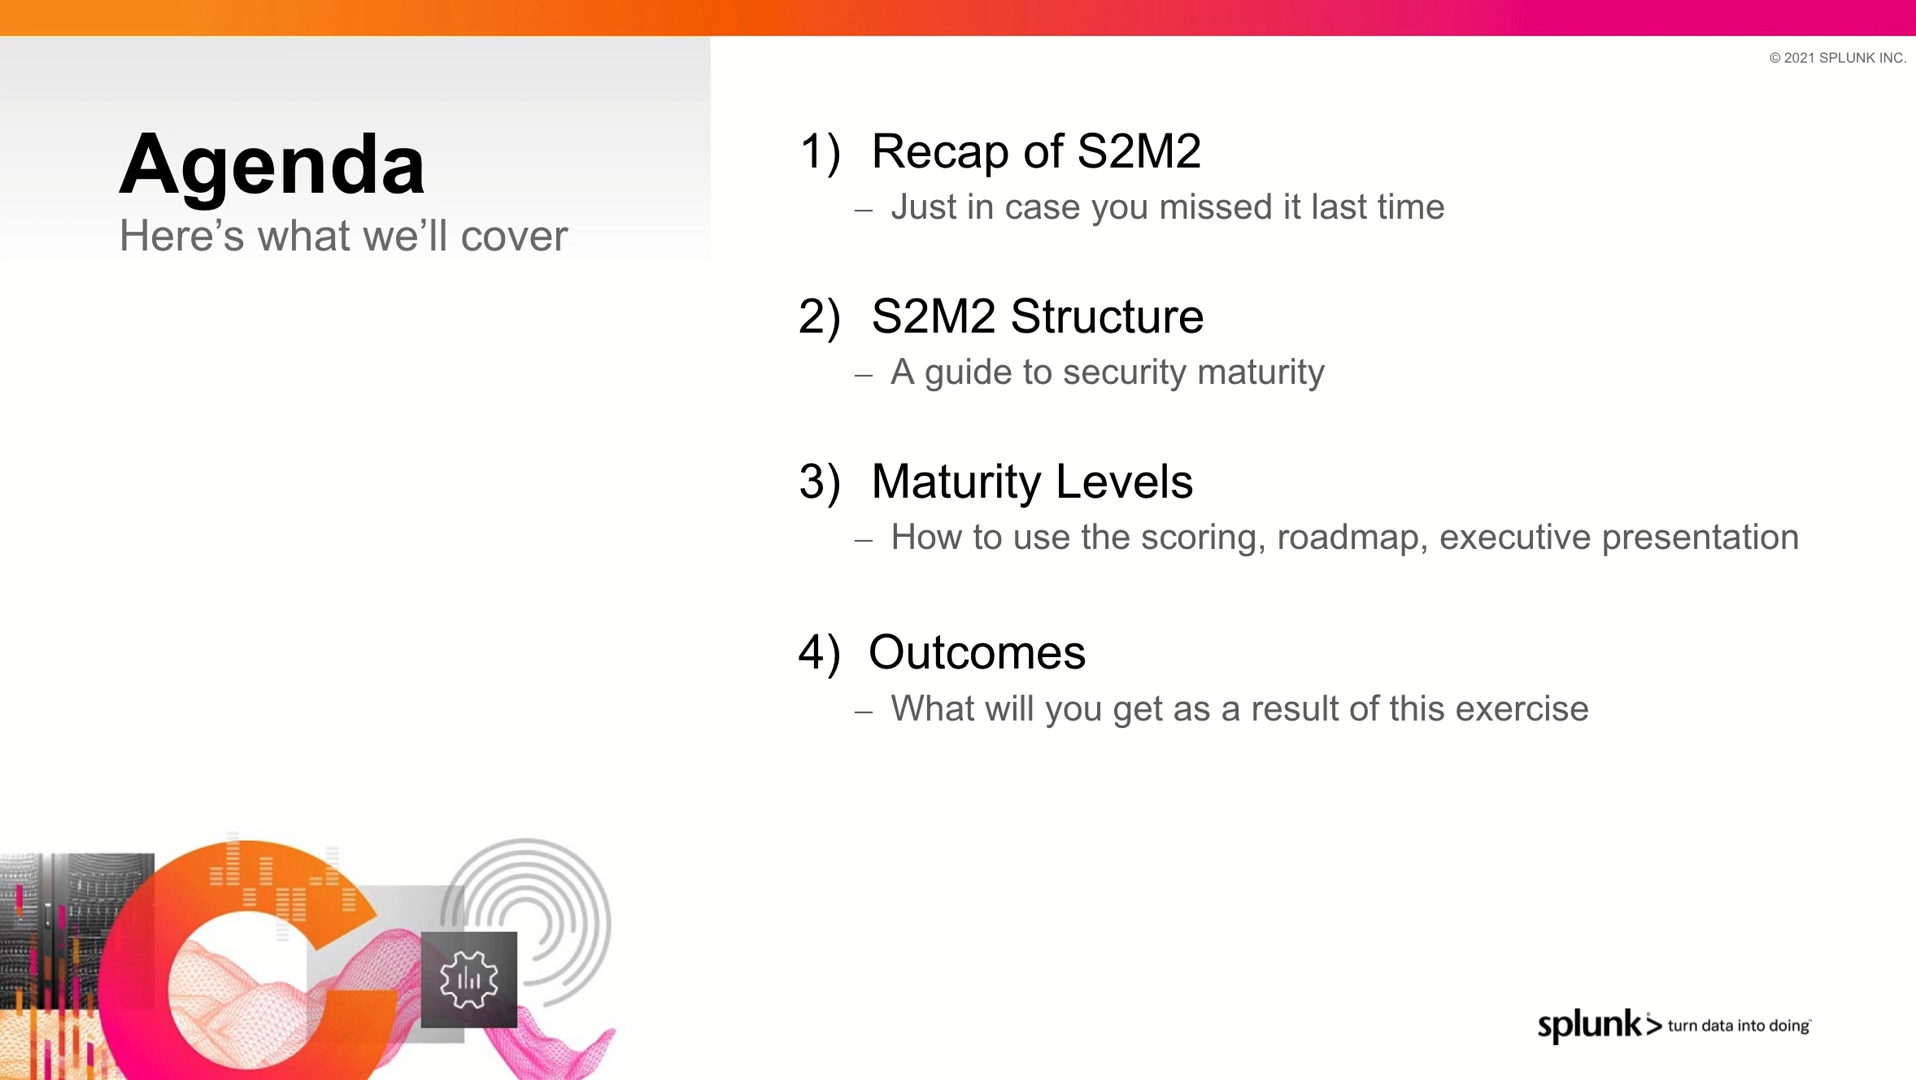 © 2021 SPLUNK INC.
Agenda
Here’s what we’ll cover
1) Recap of S2M2
– Just in case you missed it last time
2) S2M2 Structure
– A guide to security maturity
3) Maturity Levels
– How to use the scoring, roadmap, executive presentation
4) Outcomes
– What will you get as a result of this exercise
splunk> turn data into doing™